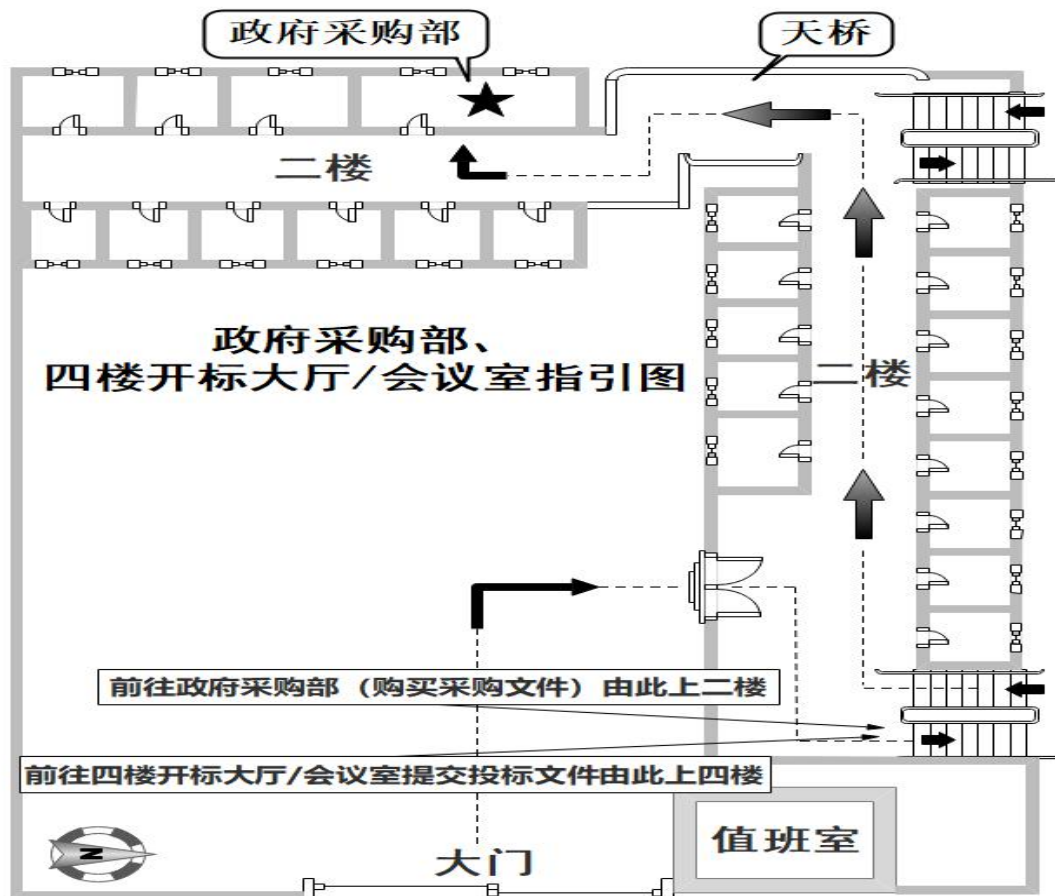 政府采购部
天桥
二楼
政府采购部、
四楼开标大厅/会议室指引图
二楼
前往政府采购部（购买采购文件）由此上二楼
前往四楼开标大厅/会议室提交投标文件由此上四楼
N
大门
值班室